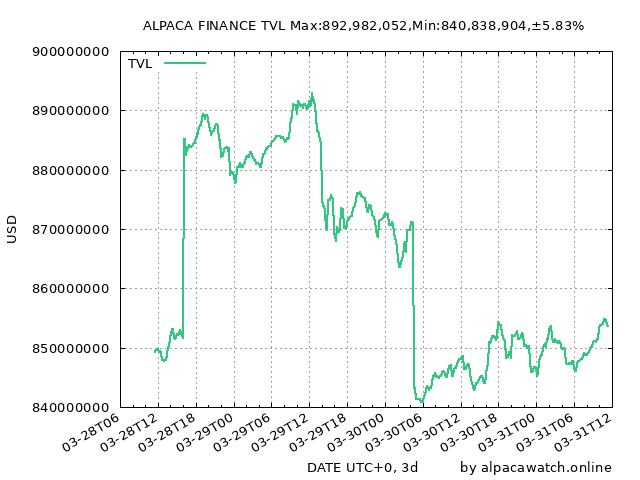 ALPACA FINANCE TVL Max:892,982,052,Min:840,838,904,±5.83%
900000000
TVL
890000000
880000000
870000000
860000000
850000000
840000000
USD
03-28T06
03-28T12
03-28T18
03-29T00
03-29T06
03-29T12
03-29T18
03-30T00
03-30T06
03-30T12
03-30T18
03-31T00
03-31T06
03-31T12
DATE UTC+0, 3d
by alpacawatch.online